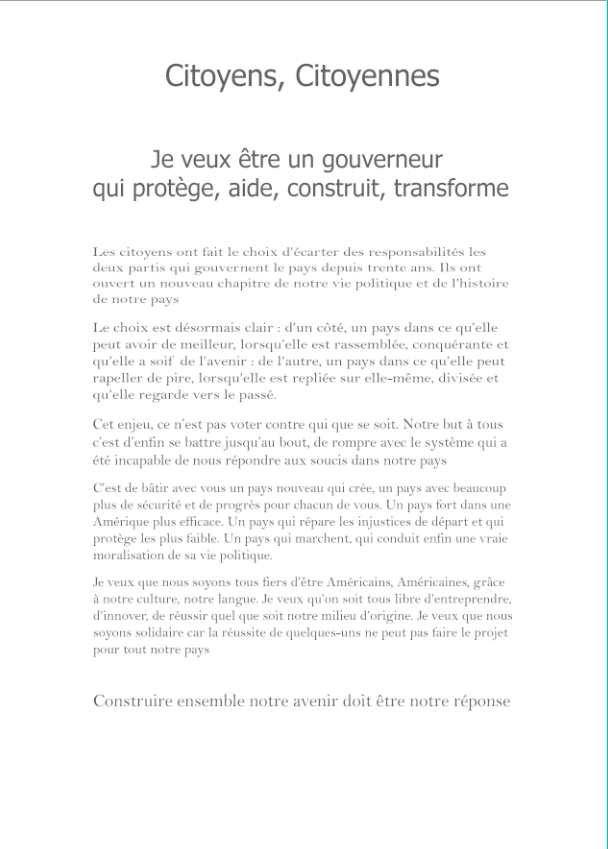 Citoyens, Citoyennes
Je veux être un gouverneur
qui protège, aide, construit, transforme
Les citoyens ont fait le choix d'écarter des responsabilités les
deux partis qui gouvernent le pays depuis trente ans. Ils ont
ouvert un nouveau chapitre de notre vie politique et de l'histoire
de notre pays
Le choix est désormais clair : d'un côté, un pays dans ce qu'elle
peut avoir de meilleur, lorsqu'elle est rassemblée, conquérante et
qu'elle a soif de l'avenir : de l'autre, un pays dans ce qu'elle peut
rapeller de pire, lorsqu'elle est repliée sur elle-même, divisée et
qu'elle regarde vers le passé.
Cet enjeu, ce n'est pas voter contre qui que se soit. Notre but à tous
c'est d'enfin se battre jusqu'au bout, de rompre avec le système qui a
été incapable de nous répondre aux soucis dans notre pays
C'est de bâtir avec vous un pays nouveau qui crée, un pays avec beaucoup
plus de sécurité et de progrès pour chacun de vous. Un pays fort dans une
Amérique plus efficace. Un pays qui répare les injustices de départ et qui
protège les plus faible. Un pays qui marchent, qui conduit enfin une vraie
moralisation de sa vie politique.
Je veux que nous soyons tous fiers d'être Américains, Américaines, grâce
à notre culture, notre langue. Je veux qu'on soit tous libre d'entreprendre,
d'innover, de réussir quel que soit notre milieu d'origine. Je veux que nous
soyons solidaire car la réussite de quelques-uns ne peut pas faire le projet
pour tout notre pays
Construire ensemble notre avenir doit être notre réponse